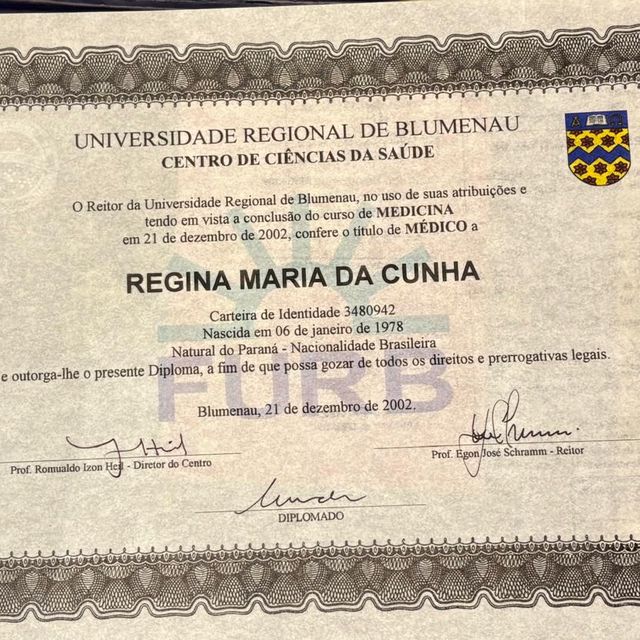 UNIVERSIDADE REGIONAL DE BLUMENAU
CENTRO DE CIÊNCIAS DA SAÚDE
O Reitor da Universidade Regional de Blumenau, no uso de suas atribuições e
tendo em vista a conclusão do curso de MEDICINA
em 21 de dezembro de 2002, confere o título de MÉDICO a
REGINA MARIA DA CUNHA
Carteira de Identidade 3480942
Nascida em 06 de janeiro de 1978
Natural do Paraná - Nacionalidade Brasileira
e outorga-lhe o presente Diploma, a fim de que possa gozar de todos os direitos e prerrogativas legais.
FURB
Blumenau, 21 de dezembro de 2002.
Prof. Romualdo Izon Heil - Diretor do Centro
Prof. Egon José Schramm - Reitor
DIPLOMADO